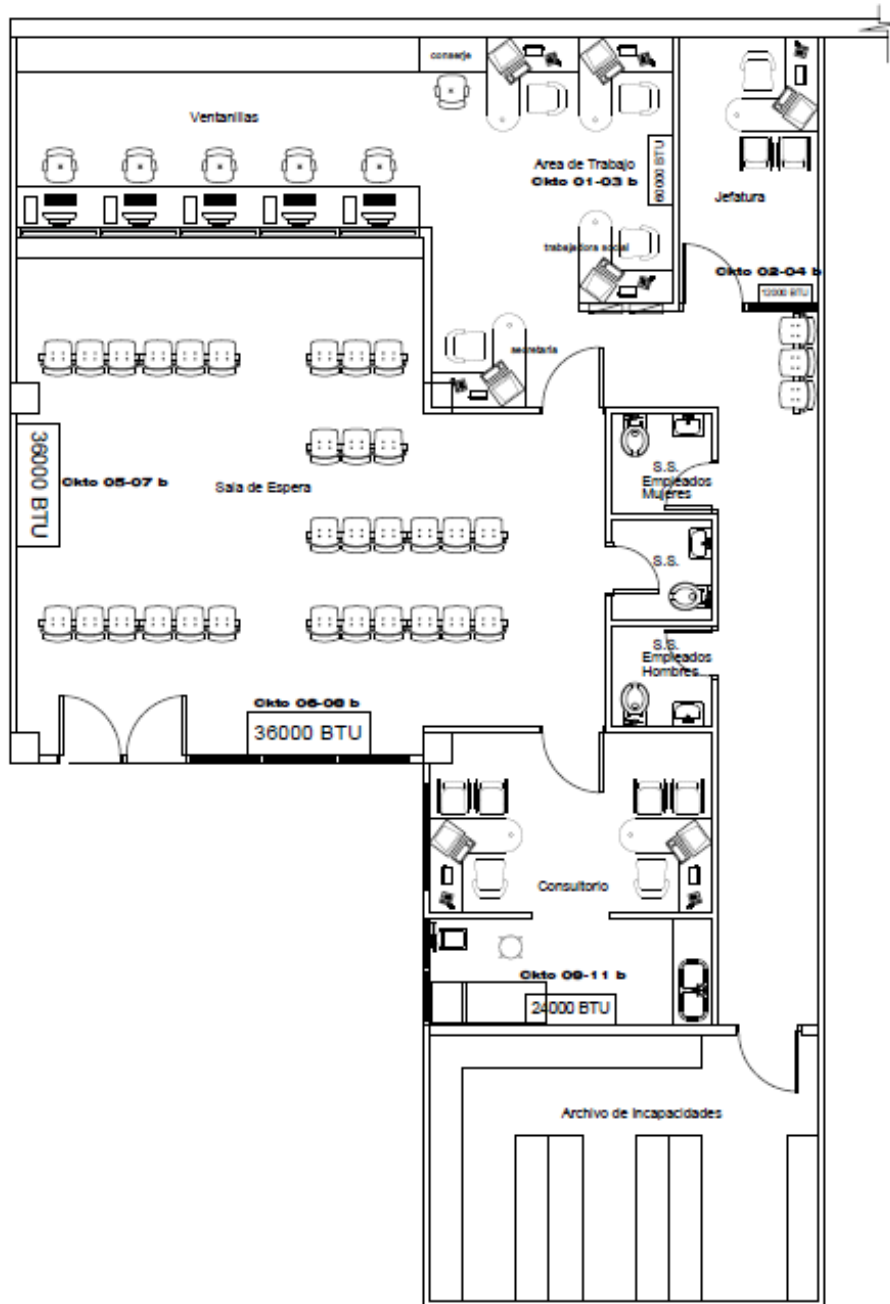 conserje
Ventanillas
Area de Trabajo
Ckto 01-03 b
60000 BTU
Jefatura
trabajadora social
Ckto 02-04 b
12000 BTU
secretaria
36000 BTU
Ckto 05-07 b
Sala de Espera
S.S.
Empleados
Mujeres
S.S.
S.S.
Empleados
Hombres
Ckto 06-08 b
36000 BTU
Consultorio
Ckto 09-11 b
24000 BTU
Archivo de Incapacidades